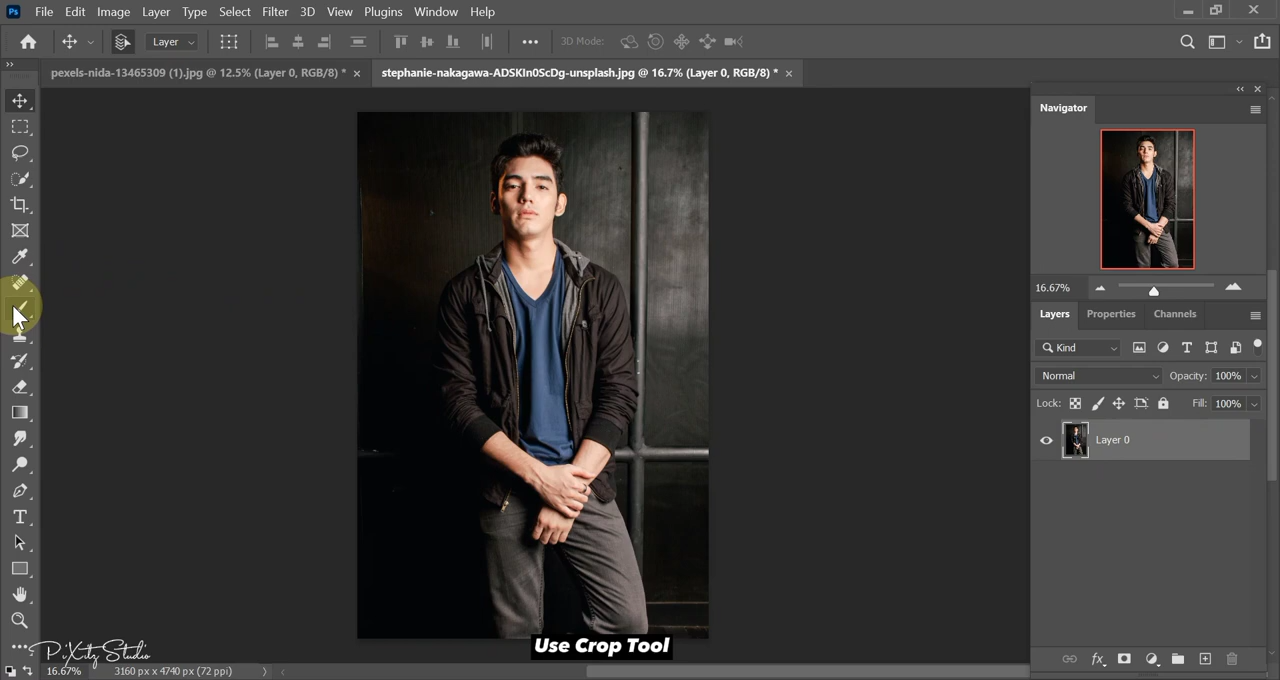 Ps File Edit Image Layer Type Select Filter 3D View Plugins Window Help
Layer 3D Mode:
pexels-nida-13465309 (1).jpg @ 12.5% (Layer 0, RGB/8) * stephanie-nakagawa-ADSKIn0ScDg-unsplash.jpg @ 16.7% (Layer 0, RGB/8) *
Navigator
16.67%
Layers Properties Channels
Kind
Normal Opacity: 100%
Lock: Fill: 100%
Layer 0
Use Crop Tool
PiXitz Studio
16.67% 3160 px x 4740 px (72 ppi)
fx